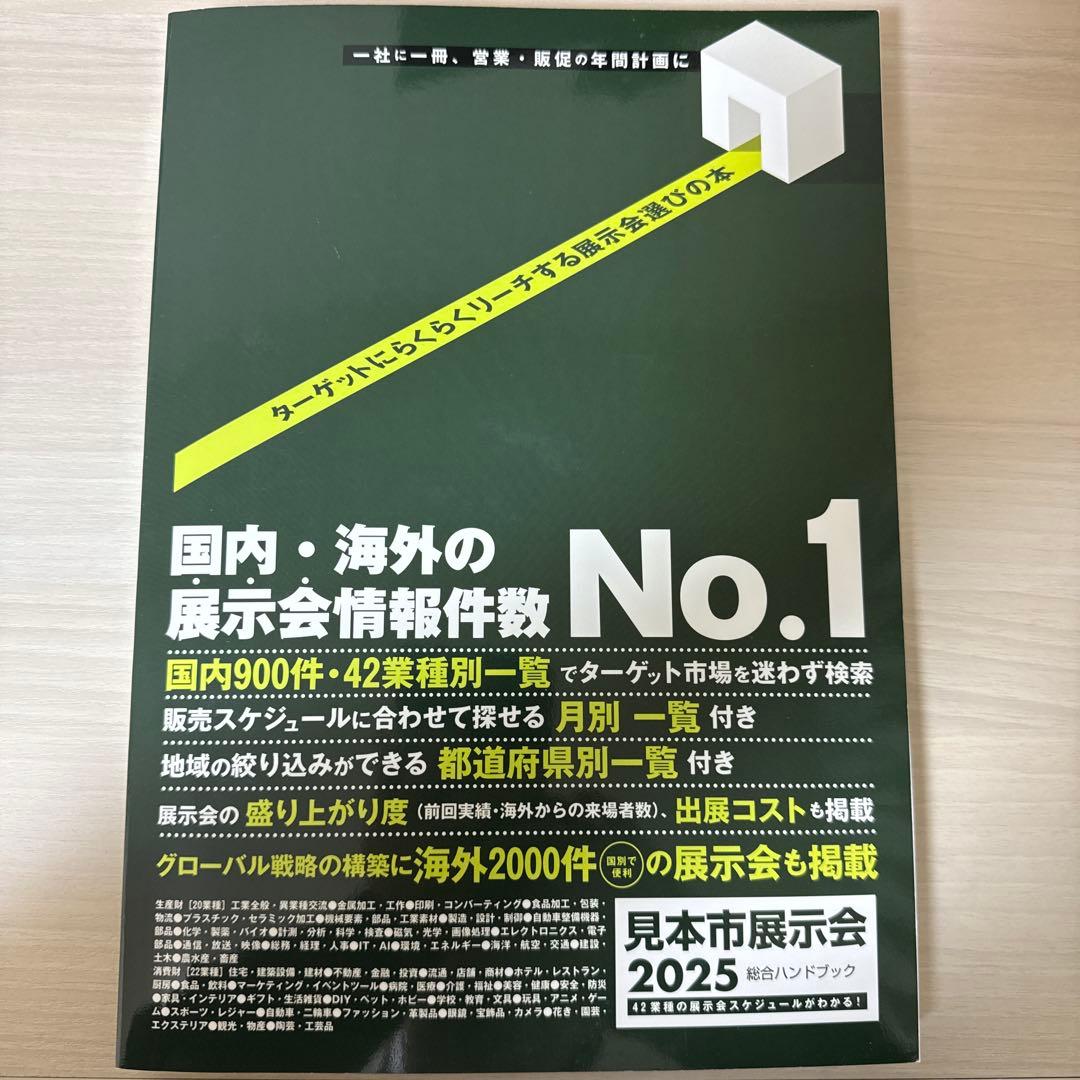 一社に一冊、営業・販促の年間計画に
ターゲットにらくらくリーチする展示会選びの本
国内・海外の
展示会情報件数
No.1
国内900件・42業種別一覧でターゲット市場を迷わず検索
販売スケジュールに合わせて探せる 月別 一覧 付き
地域の絞り込みができる 都道府県別一覧 付き
展示会の 盛り上がり度 (前回実績・海外からの来場者数)、出展コストも掲載
グローバル戦略の構築に海外2000件 国別で便利 の展示会も掲載
生産財 [20業種] 工業全般・異業種交流●金属加工・工作●印刷・コンバーティング●食品加工・包装・
物流●プラスチック・セラミック加工●機械要素・部品・工業素材●製造・設計・制御●自動車整備機器・
部品●化学・製薬・バイオ●計測・分析・科学・検査●磁気・光学・画像処理●エレクトロニクス・電子
部品●通信・放送・映像●総務・経理・人事●IT・AI●環境・エネルギー●海洋・航空・交通●建設・
土木●農水産・畜産
消費財 [22業種] 住宅・建築設備・建材●不動産・金融・投資●流通・店舗・商材●ホテル・レストラン・
厨房●食品・飲料●マーケティング・イベントツール●病院・医療●介護・福祉●美容・健康●安全・防災
●家具・インテリア●ギフト・生活雑貨●DIY・ペット・ホビー●学校・教育・文具●玩具・アニメ・ゲー
ム●スポーツ・レジャー●自動車・二輪車●ファッション・革製品●眼鏡・宝飾品・カメラ●花き・園芸・
エクステリア●観光・物産●陶芸・工芸品
見本市展示会
2025 総合ハンドブック
42業種の展示会スケジュールがわかる!